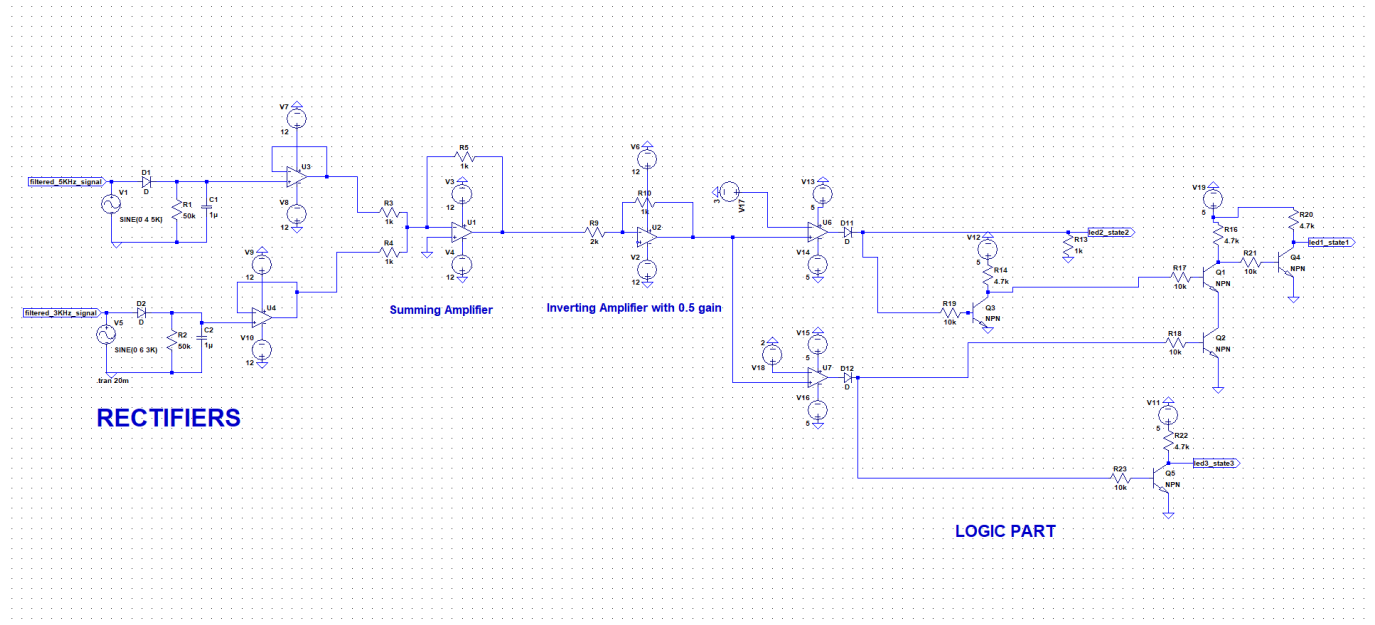 V7
12
U3
filtered_5KHz_signal
D1
D
V1
SINE(0 4 5K)
R1
50k
C1
1µ
V8
12
R3
1k
R4
1k
R5
1k
V3
12
U1
V4
12
Summing Amplifier
V9
12
U4
V10
12
filtered_3KHz_signal
D2
D
V5
SINE(0 6 3K)
R2
50k
C2
1µ
.tran 20m
RECTIFIERS
V6
12
R10
1k
R9
2k
U2
V2
12
Inverting Amplifier with 0.5 gain
3
V17
V13
5
U6
V14
5
D11
D
led2_state2
R13
1k
V12
5
R14
4.7k
R19
10k
Q3
NPN
V15
5
2
V18
U7
V16
5
D12
D
V19
5
R16
4.7k
R20
4.7k
led1_state1
R21
10k
Q4
NPN
R17
10k
Q1
NPN
R18
10k
Q2
NPN
V11
5
R22
4.7k
led3_state3
R23
10k
Q5
NPN
LOGIC PART